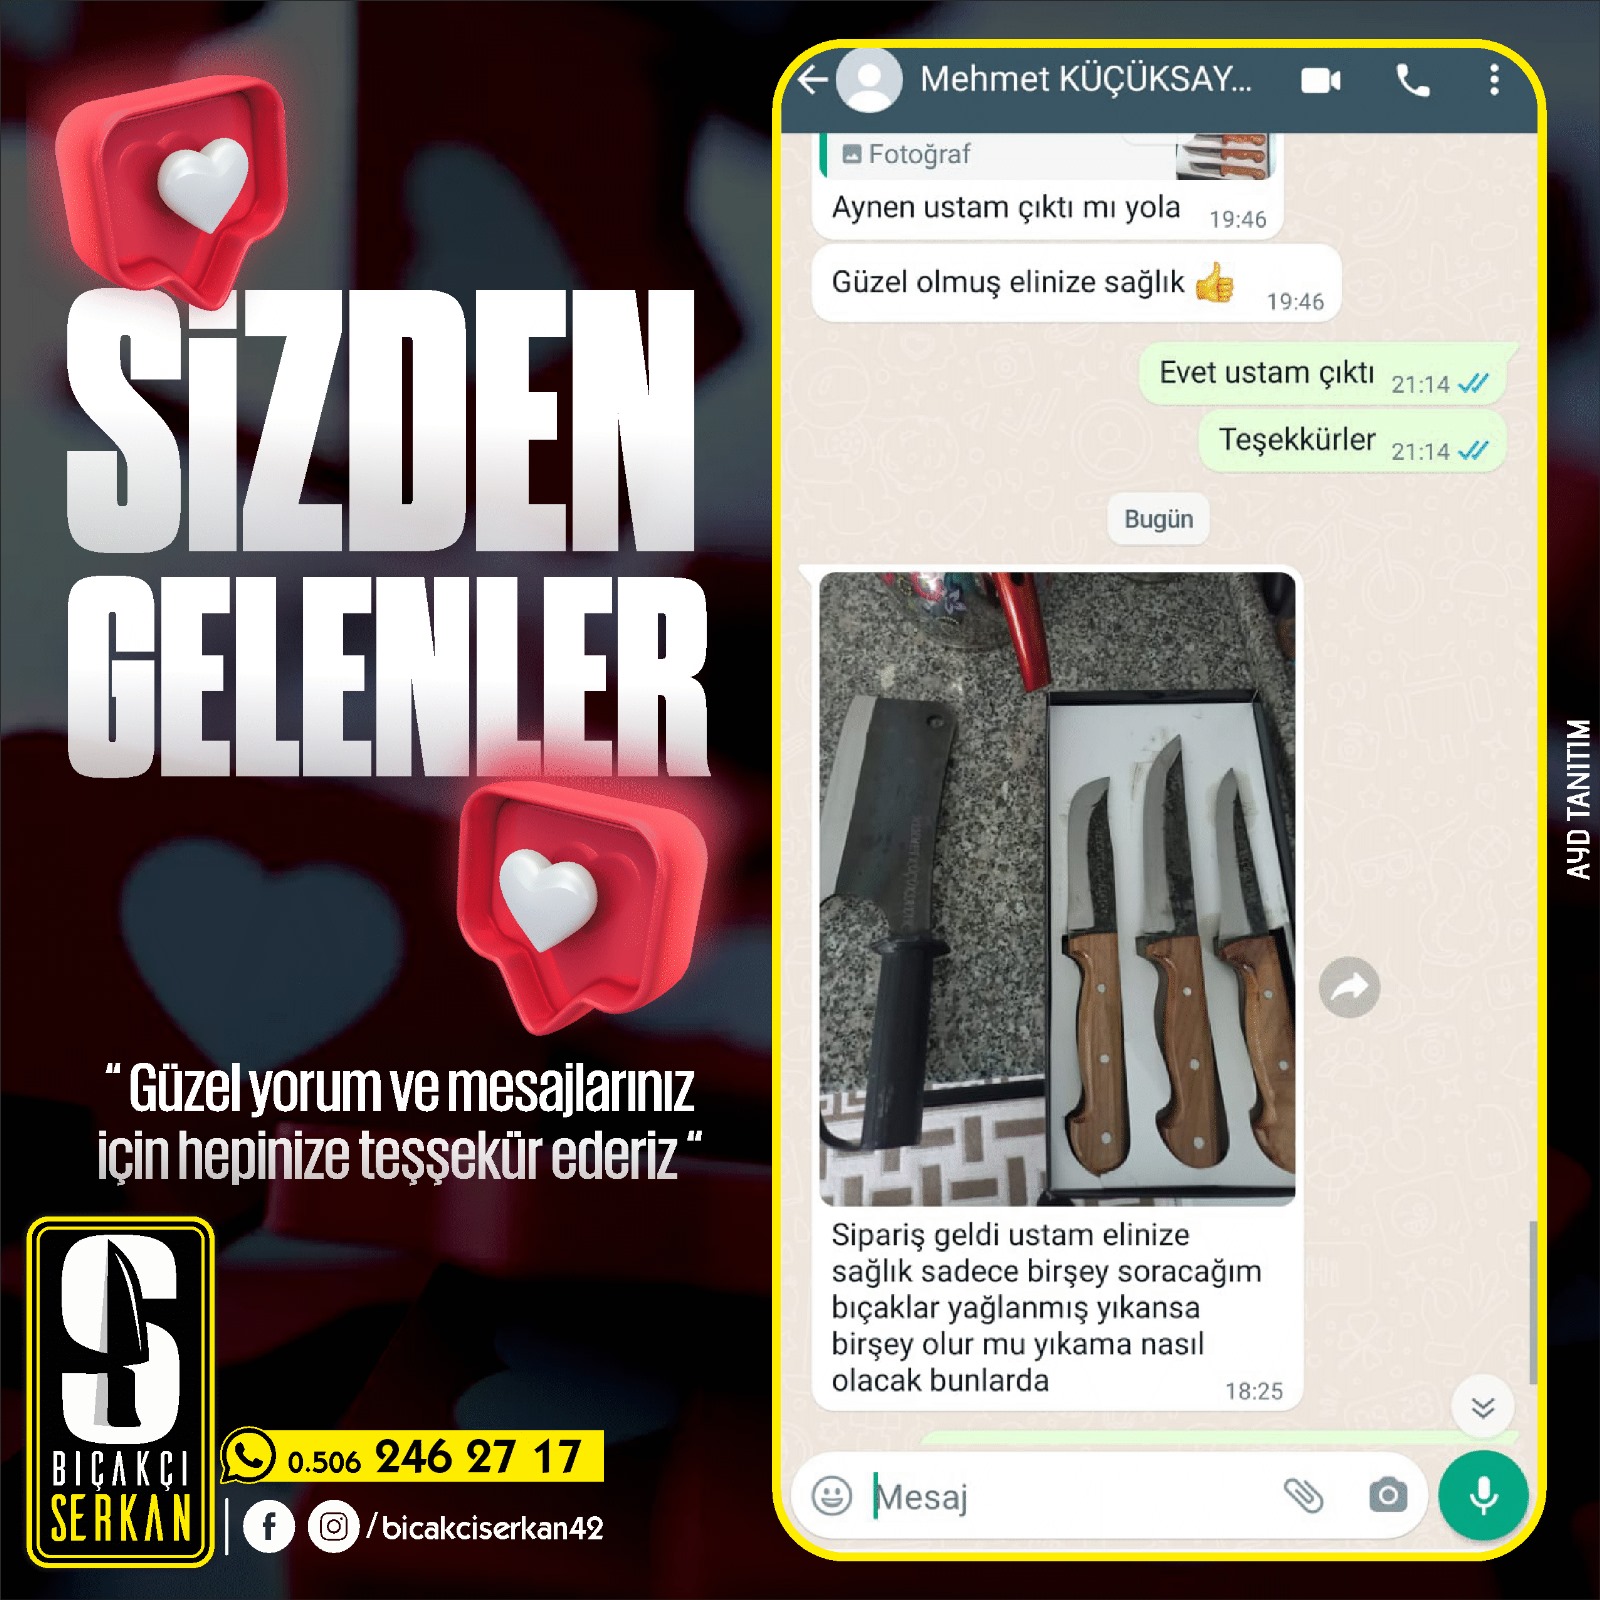 SİZDEN
GELENLER
“ Güzel yorum ve mesajlarınız
için hepinize teşşekür ederiz “
S
BIÇAKÇI
SERKAN
0.506 246 27 17
/bicakciserkan42
Mehmet KÜÇÜKSAY...
Fotoğraf
Aynen ustam çıktı mı yola 19:46
Güzel olmuş elinize sağlık 👍 19:46
Evet ustam çıktı 21:14
Teşekkürler 21:14
Bugün
Sipariş geldi ustam elinize
sağlık sadece birşey soracağım
bıçaklar yağlanmış yıkansa
birşey olur mu yıkama nasıl
olacak bunlarda 18:25
Mesaj
AYD TANITIM